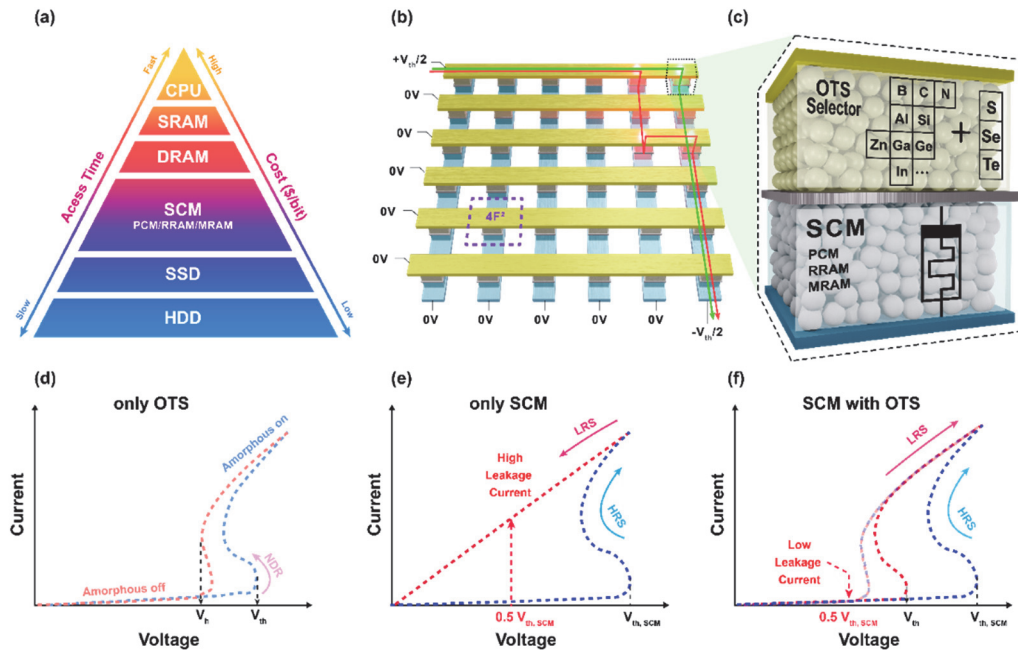 (a)
Fast
High
CPU
SRAM
DRAM
SCM
PCM/RRAM/MRAM
SSD
HDD
Acess Time
Cost ($/bit)
Slow
Low
(b)
+Vth/2
0V
0V
0V
0V
0V
4F²
0V
0V
0V
0V
0V
-Vth/2
(c)
OTS
Selector
B C N
Al Si
Zn Ga Ge
In ...
+
S
Se
Te
SCM
PCM
RRAM
MRAM
(d)
only OTS
Current
Amorphous on
NDR
Amorphous off
Vh
Vth
Voltage
(e)
only SCM
Current
LRS
High
Leakage
Current
HRS
0.5 Vth, SCM
Vth, SCM
Voltage
(f)
SCM with OTS
Current
LRS
HRS
Low
Leakage
Current
0.5 Vth, SCM
Vth
Vth, SCM
Voltage